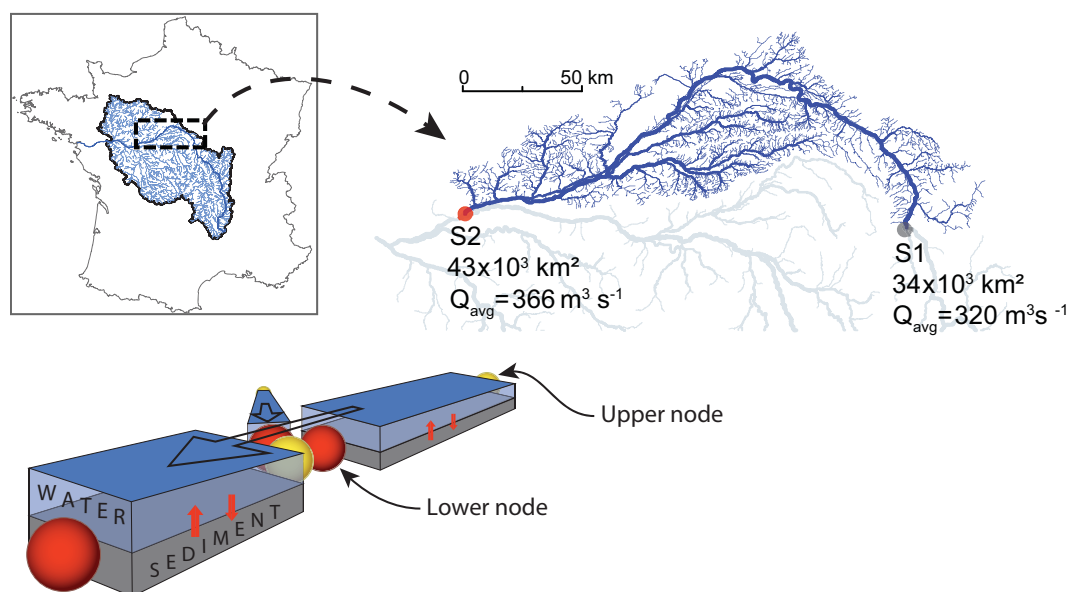 0 50 km
S2
43x10³ km²
Qavg=366 m³ s⁻¹
S1
34x10³ km²
Qavg=320 m³s ⁻¹
Upper node
Lower node
WATER
SEDIMENT